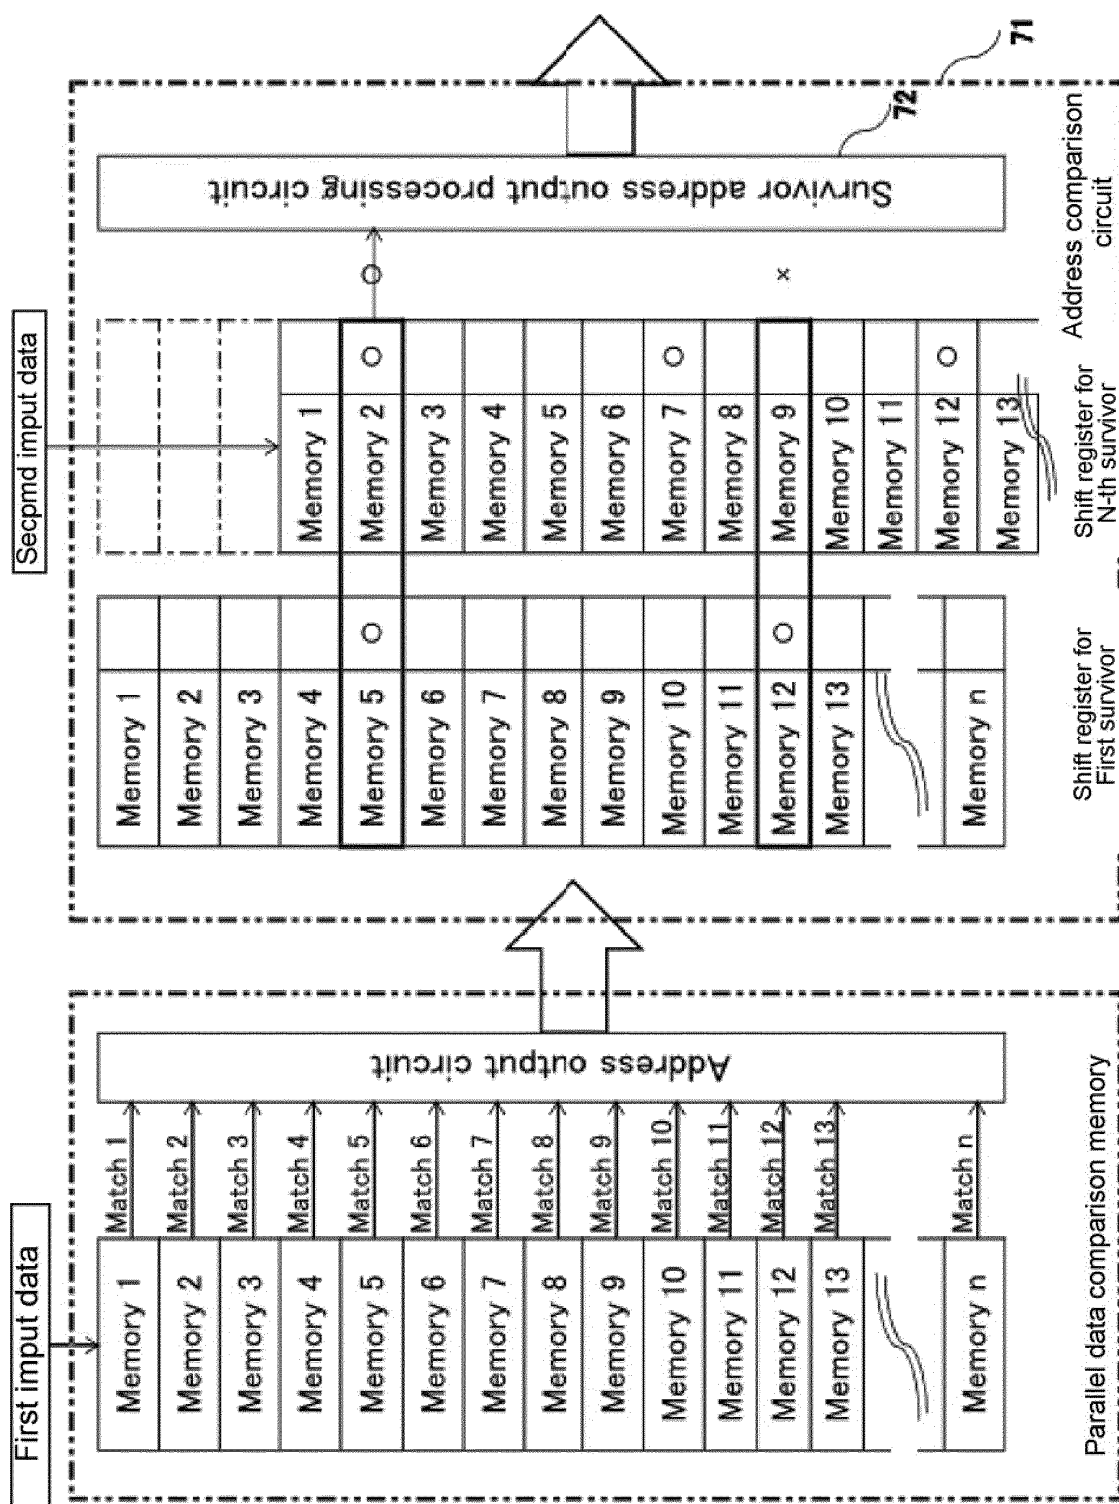 First imput data
Memory 1
Memory 2
Memory 3
Memory 4
Memory 5
Memory 6
Memory 7
Memory 8
Memory 9
Memory 10
Memory 11
Memory 12
Memory 13
Memory n
Match 1
Match 2
Match 3
Match 4
Match 5
Match 6
Match 7
Match 8
Match 9
Match 10
Match 11
Match 12
Match 13
Match n
Address output circuit
Parallel data comparison memory
Memory 1
Memory 2
Memory 3
Memory 4
Memory 5
Memory 6
Memory 7
Memory 8
Memory 9
Memory 10
Memory 11
Memory 12
Memory 13
Memory n
Shift register for
First survivor
Secpmd imput data
Memory 1
Memory 2
Memory 3
Memory 4
Memory 5
Memory 6
Memory 7
Memory 8
Memory 9
Memory 10
Memory 11
Memory 12
Memory 13
Shift register for
N-th survivor
Survivor address output processing circuit
Address comparison
circuit
72
71